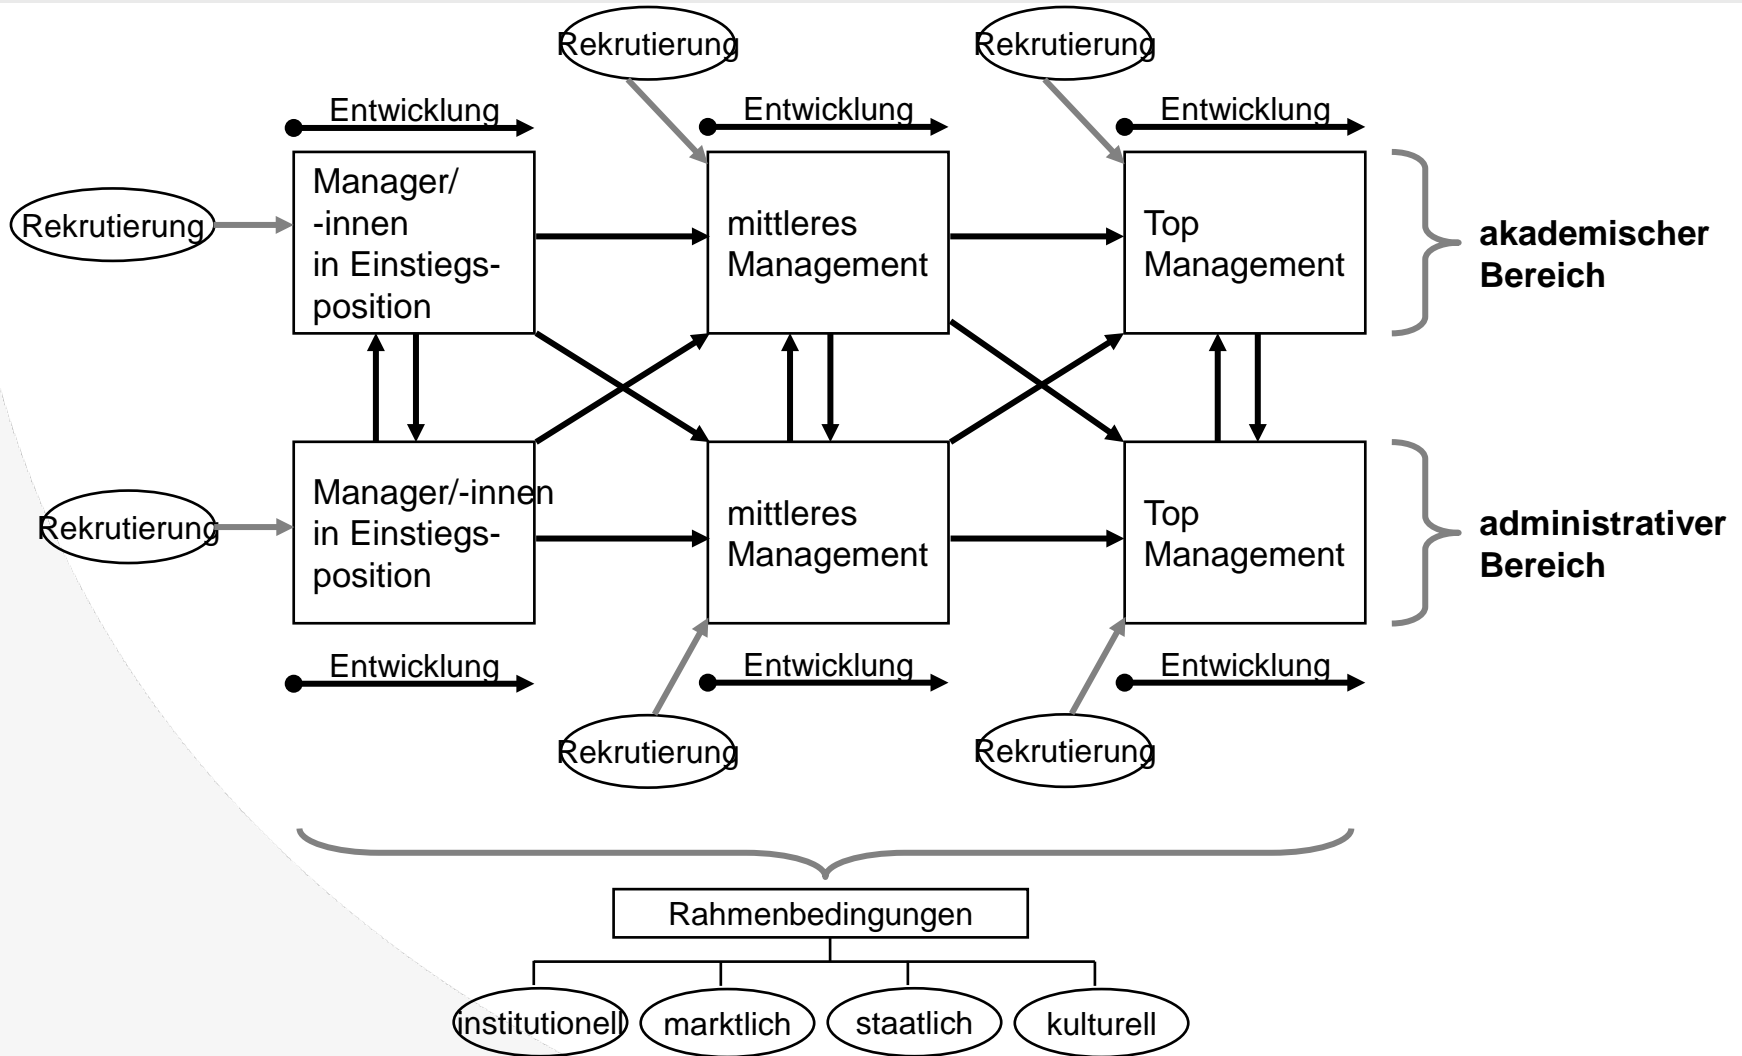 Rekrutierung
Rekrutierung
Entwicklung
Entwicklung
Entwicklung
Rekrutierung
Manager/
-innen
in Einstiegs-
position
mittleres
Management
Top
Management
akademischer
Bereich
Rekrutierung
Manager/-innen
in Einstiegs-
position
mittleres
Management
Top
Management
administrativer
Bereich
Entwicklung
Entwicklung
Entwicklung
Rekrutierung
Rekrutierung
Rahmenbedingungen
institutionell
marktlich
staatlich
kulturell